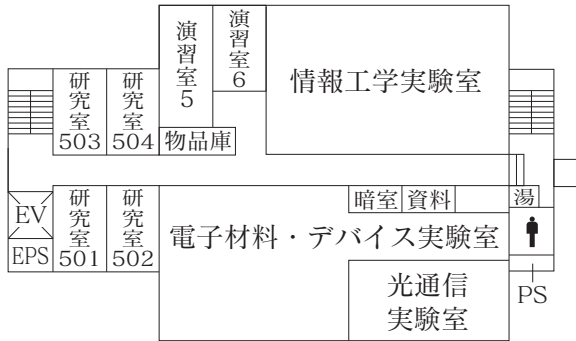 演習室5
演習室6
情報工学実験室
研究室503
研究室504
物品庫
EV
EPS
研究室501
研究室502
暗室
資料
湯
電子材料・デバイス実験室
光通信
実験室
PS